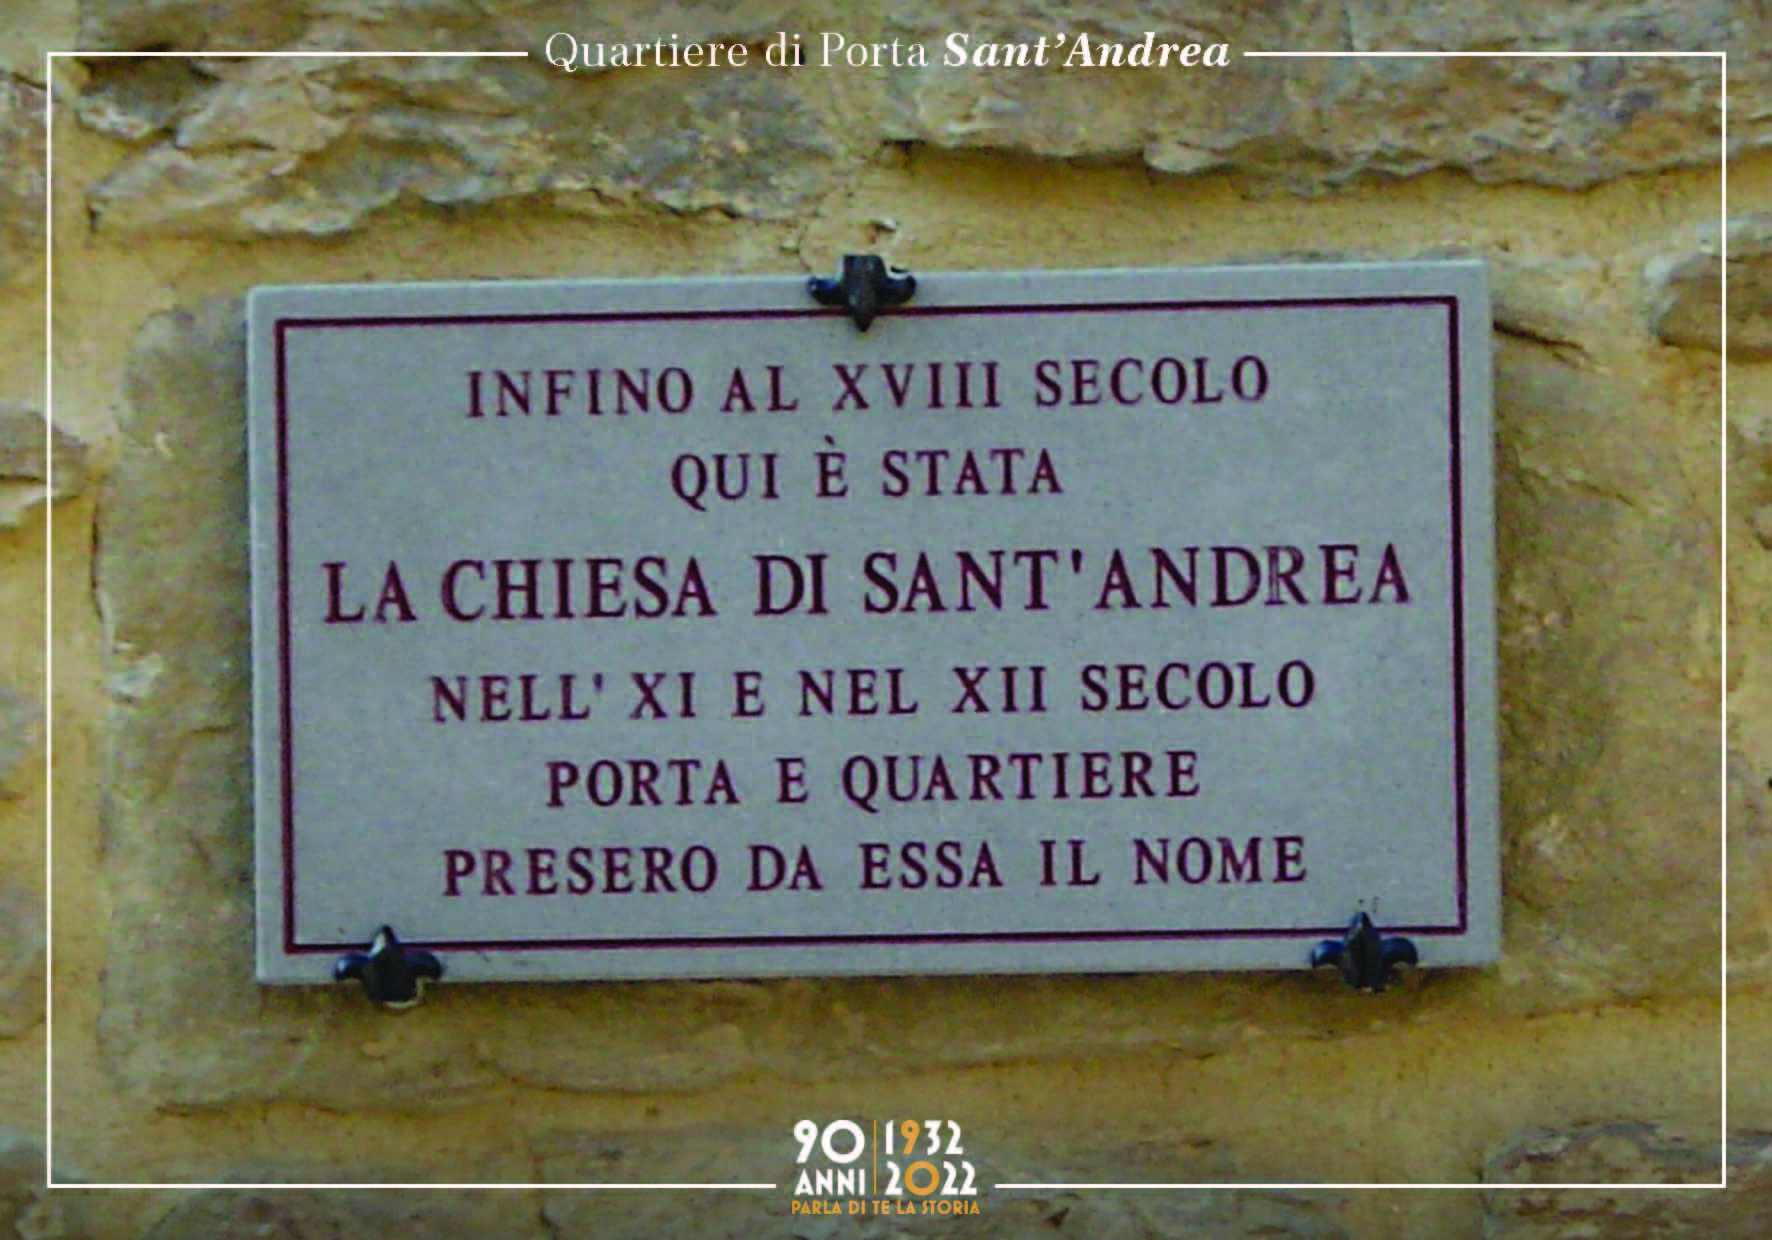 Quartiere di Porta Sant'Andrea
INFINO AL XVIII SECOLO
QUI È STATA
LA CHIESA DI SANT'ANDREA
NELL' XI E NEL XII SECOLO
PORTA E QUARTIERE
PRESERO DA ESSA IL NOME
90 1932
ANNI 2022
PARLA DI TE LA STORIA